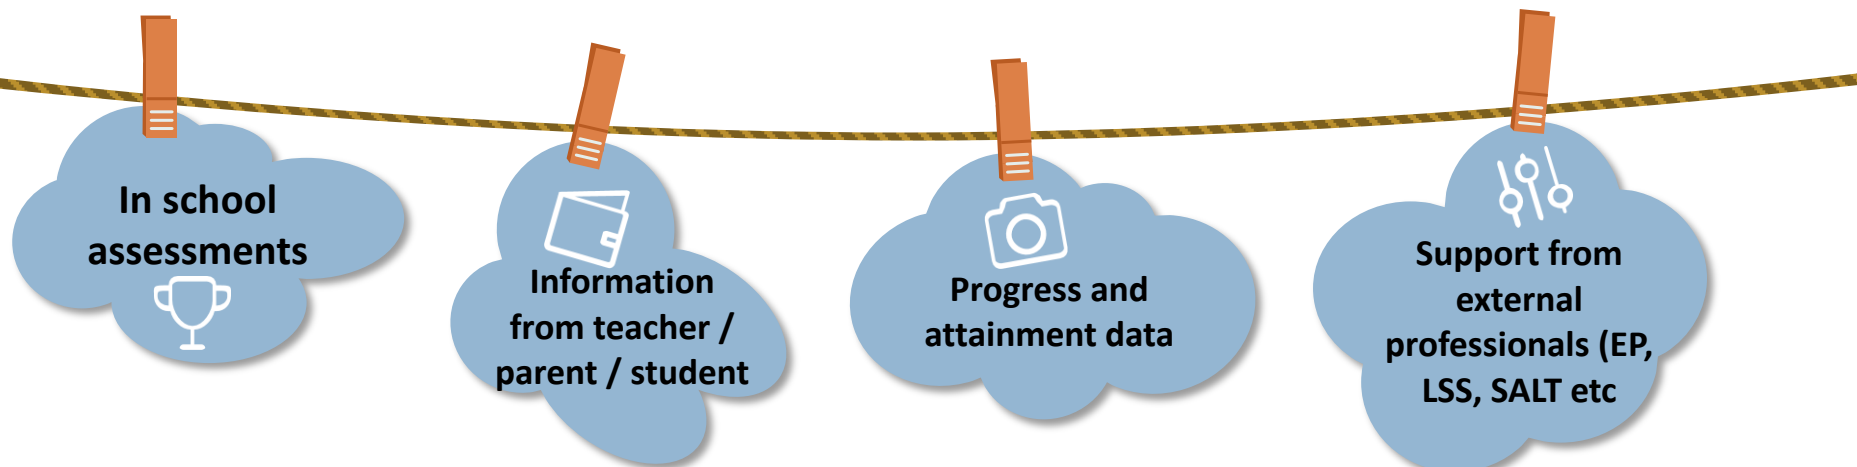 In school
assessments
Information
from teacher /
parent / student
Progress and
attainment data
Support from
external
professionals (EP,
LSS, SALT etc